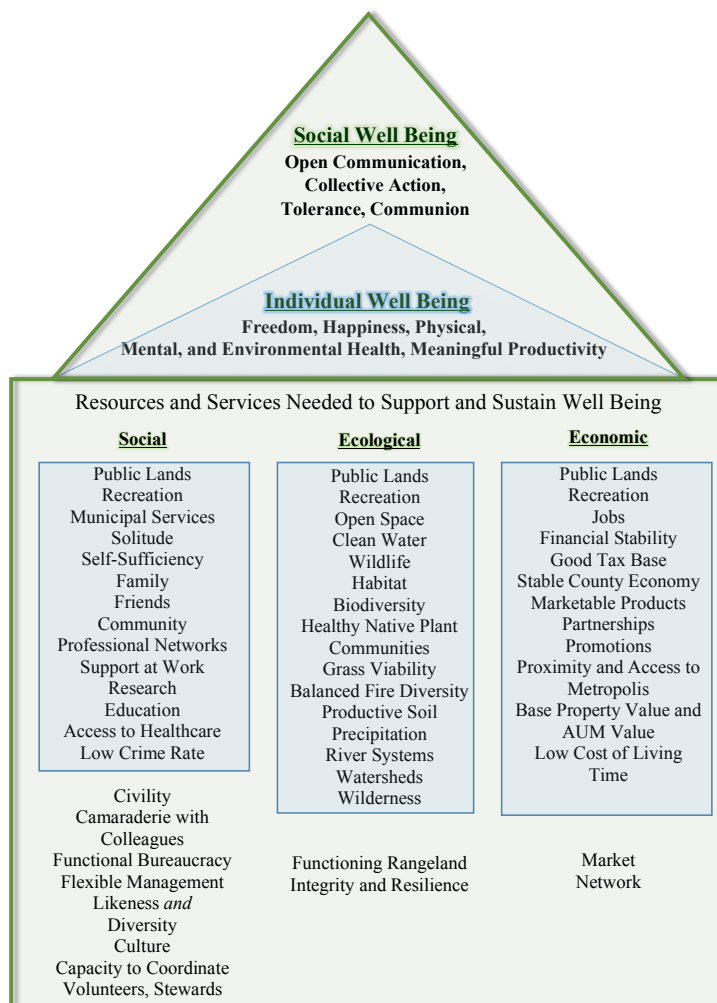 Social Well Being
Open Communication,
Collective Action,
Tolerance, Communion
Individual Well Being
Freedom, Happiness, Physical,
Mental, and Environmental Health, Meaningful Productivity
Resources and Services Needed to Support and Sustain Well Being
Social
Public Lands
Recreation
Municipal Services
Solitude
Self-Sufficiency
Family
Friends
Community
Professional Networks
Support at Work
Research
Education
Access to Healthcare
Low Crime Rate
Civility
Camaraderie with
Colleagues
Functional Bureaucracy
Flexible Management
Likeness and
Diversity
Culture
Capacity to Coordinate
Volunteers, Stewards
Ecological
Public Lands
Recreation
Open Space
Clean Water
Wildlife
Habitat
Biodiversity
Healthy Native Plant
Communities
Grass Viability
Balanced Fire Diversity
Productive Soil
Precipitation
River Systems
Watersheds
Wilderness
Functioning Rangeland
Integrity and Resilience
Economic
Public Lands
Recreation
Jobs
Financial Stability
Good Tax Base
Stable County Economy
Marketable Products
Partnerships
Promotions
Proximity and Access to
Metropolis
Base Property Value and
AUM Value
Low Cost of Living
Time
Market
Network